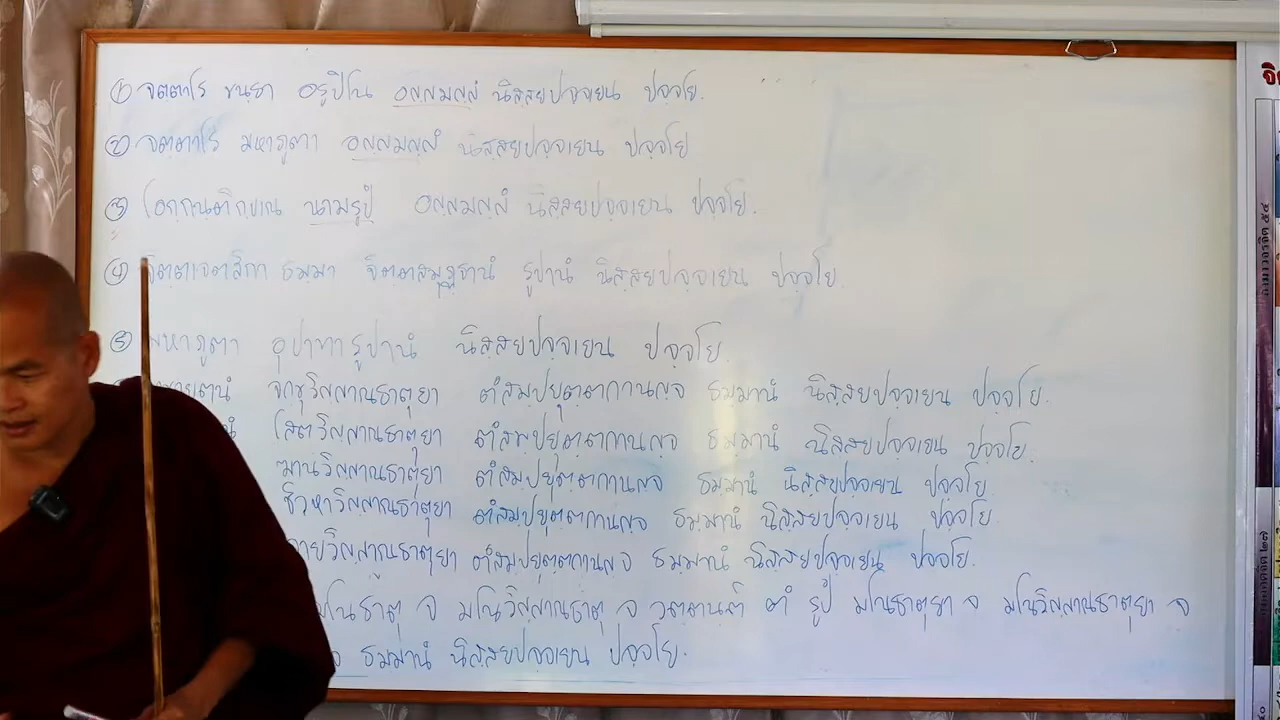 ① จตฺตาโร ขนฺธา อรูปิโน อญฺญมญฺญํ นิสฺสยปจฺจเยน ปจฺจโย.
② จตฺตาโร มหาภูตา อญฺญมญฺญํ นิสฺสยปจฺจเยน ปจฺจโย
③ โอกฺกนฺติกฺขเณ นามรูปํ อญฺญมญฺญํ นิสฺสยปจฺจเยน ปจฺจโย.
④ จิตฺตเจตสิกา ธมฺมา จิตฺตสมุฏฺฐานํ รูปานํ นิสฺสยปจฺจเยน ปจฺจโย.
⑤ มหาภูตา อุปาทารูปานํ นิสฺสยปจฺจเยน ปจฺจโย.
จกฺขุวิญฺญาณธาตุยา ตํสมฺปยุตฺตกานญฺจ ธมฺมานํ นิสฺสยปจฺจเยน ปจฺจโย.
โสตวิญฺญาณธาตุยา ตํสมฺปยุตฺตกานญฺจ ธมฺมานํ นิสฺสยปจฺจเยน ปจฺจโย.
ฆานวิญฺญาณธาตุยา ตํสมฺปยุตฺตกานญฺจ ธมฺมานํ นิสฺสยปจฺจเยน ปจฺจโย.
ชิวฺหาวิญฺญาณธาตุยา ตํสมฺปยุตฺตกานญฺจ ธมฺมานํ นิสฺสยปจฺจเยน ปจฺจโย.
กายวิญฺญาณธาตุยา ตํสมฺปยุตฺตกานญฺจ ธมฺมานํ นิสฺสยปจฺจเยน ปจฺจโย.
มโนธาตุ จ มโนวิญฺญาณธาตุ จ วตฺตนฺติ ตํ รูปํ มโนธาตุยา จ มโนวิญฺญาณธาตุยา จ
ธมฺมานํ นิสฺสยปจฺจเยน ปจฺจโย.